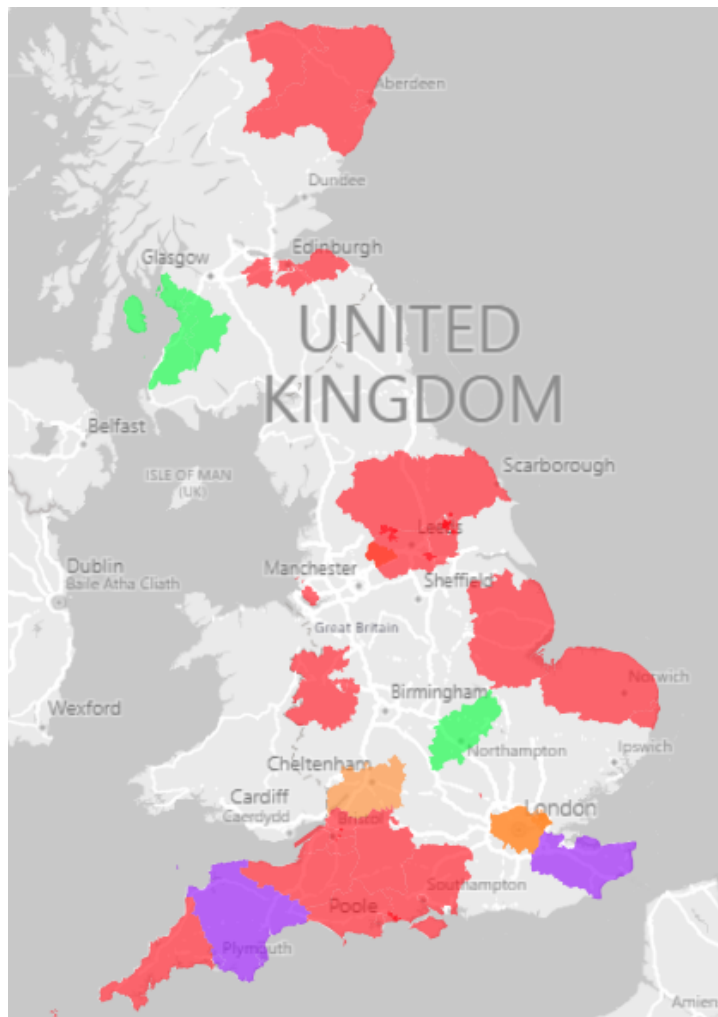 Aberdeen
Dundee
Edinburgh
Glasgow
UNITED
KINGDOM
Belfast
ISLE OF MAN
(UK)
Scarborough
Leeds
Dublin
Baile Átha Cliath
Manchester
Sheffield
Great Britain
Norwich
Birmingham
Wexford
Northampton
Ipswich
Cheltenham
Cardiff
Caerdydd
Bristol
London
Southampton
Poole
Plymouth
Amien